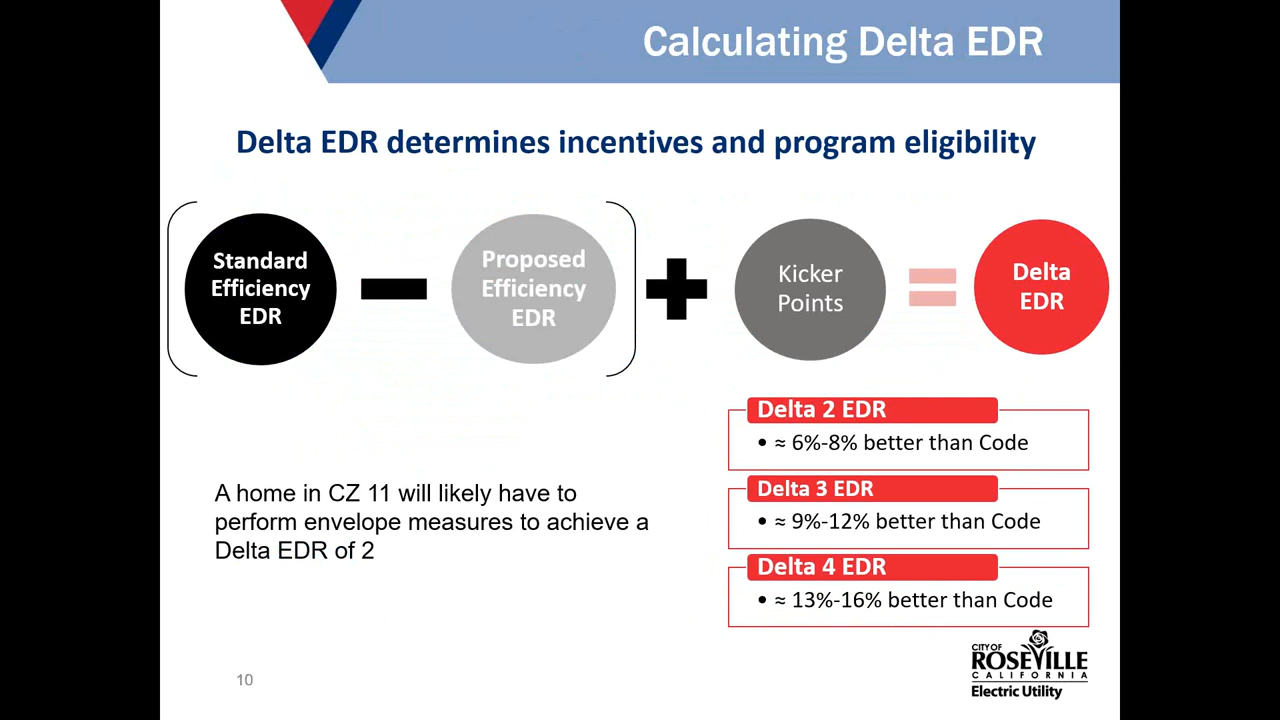 Calculating Delta EDR
Delta EDR determines incentives and program eligibility
Standard
Efficiency
EDR
Proposed
Efficiency
EDR
Kicker
Points
Delta
EDR
Delta 2 EDR
• ≈ 6%-8% better than Code
Delta 3 EDR
• ≈ 9%-12% better than Code
Delta 4 EDR
• ≈ 13%-16% better than Code
A home in CZ 11 will likely have to
perform envelope measures to achieve a
Delta EDR of 2
CITY OF
ROSEVILLE
CALIFORNIA
Electric Utility
10